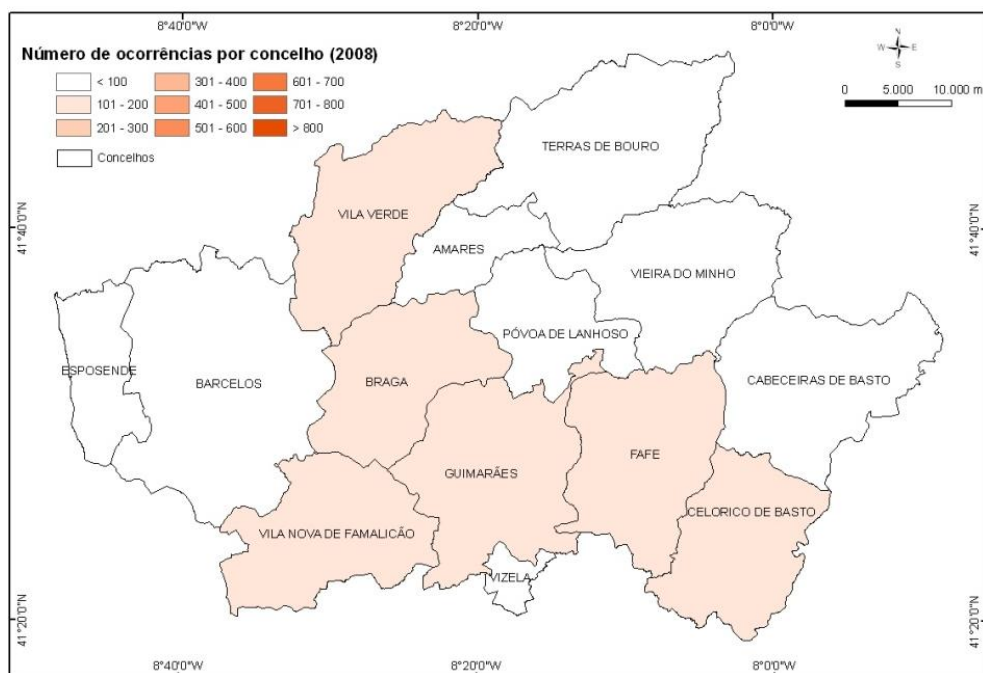 8°40'0"W 8°20'0"W 8°0'0"W
Número de ocorrências por concelho (2008)
< 100 301 - 400 601 - 700
101 - 200 401 - 500 701 - 800
201 - 300 501 - 600 > 800
Concelhos
N
W E
S
0 5.000 10.000 m
TERRAS DE BOURO
VILA VERDE
41°40'0"N 41°40'0"N
AMARES
VIEIRA DO MINHO
PÓVOA DE LANHOSO
ESPOSENDE
BARCELOS
BRAGA
CABECEIRAS DE BASTO
GUIMARÃES
FAFE
CELORICO DE BASTO
VILA NOVA DE FAMALICÃO
VIZELA
41°20'0"N 41°20'0"N
8°40'0"W 8°20'0"W 8°0'0"W